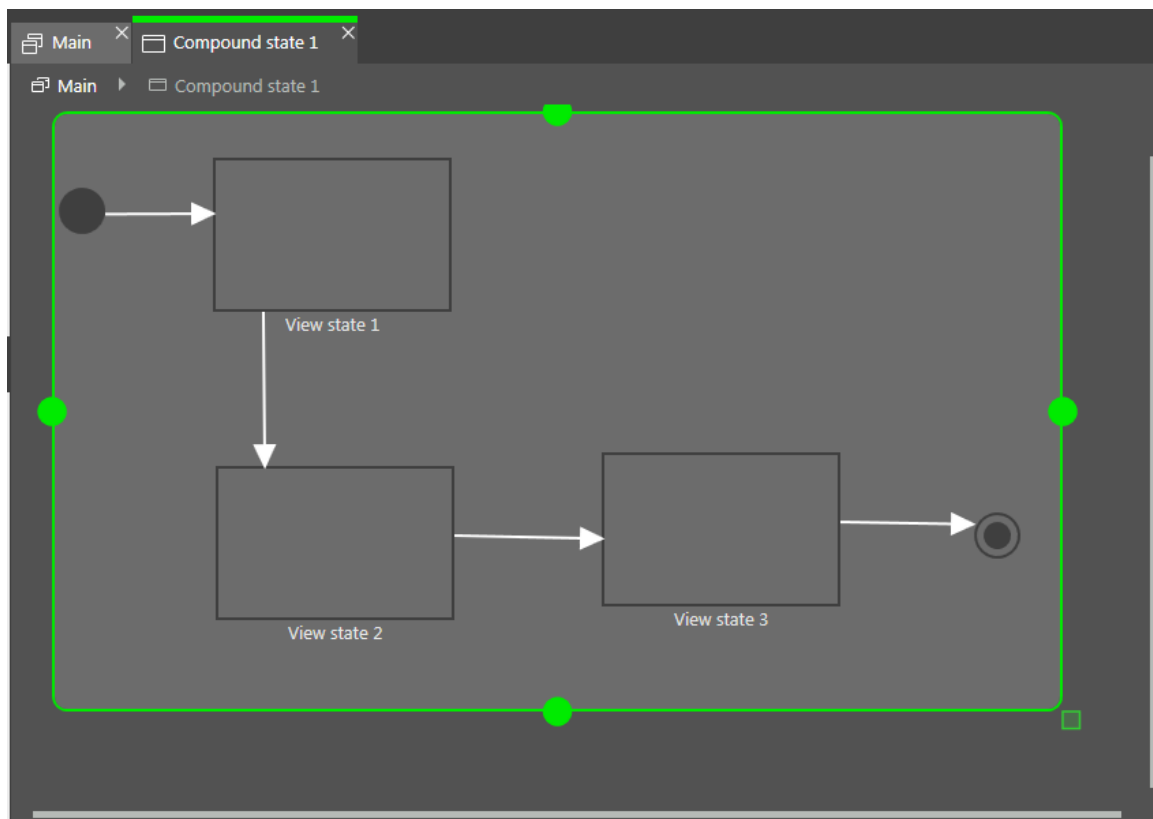 Main
Compound state 1
Main
Compound state 1
View state 1
View state 2
View state 3